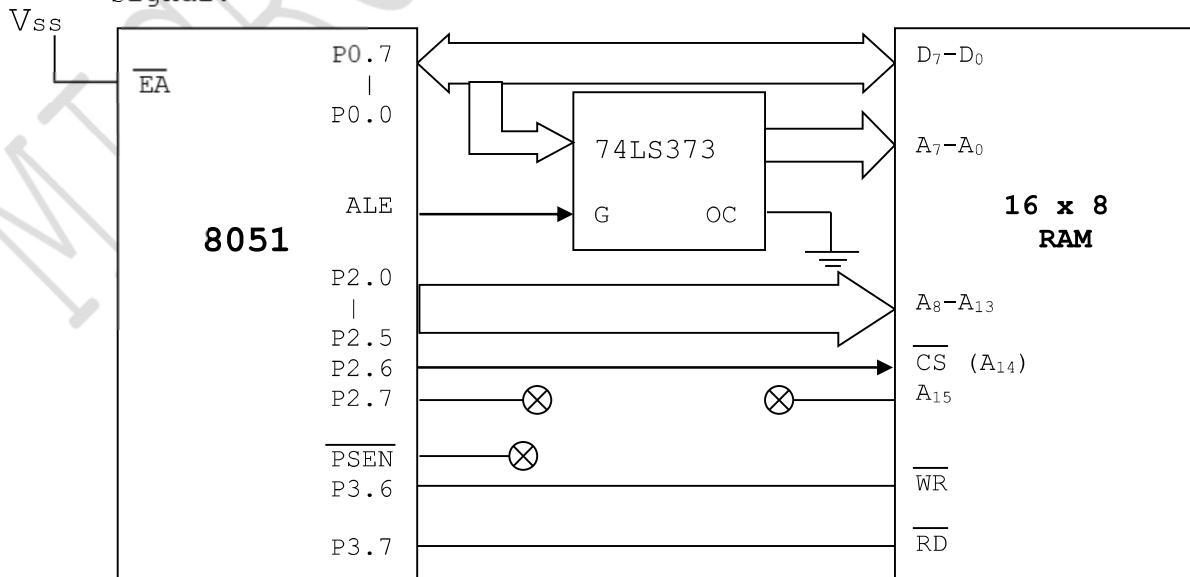 Vss
8051
EA
P0.7
|
P0.0
ALE
P2.0
|
P2.5
P2.6
P2.7
PSEN
P3.6
P3.7
74LS373
G OC
16 x 8
RAM
D7-D0
A7-A0
A8-A13
CS (A14)
A15
WR
RD